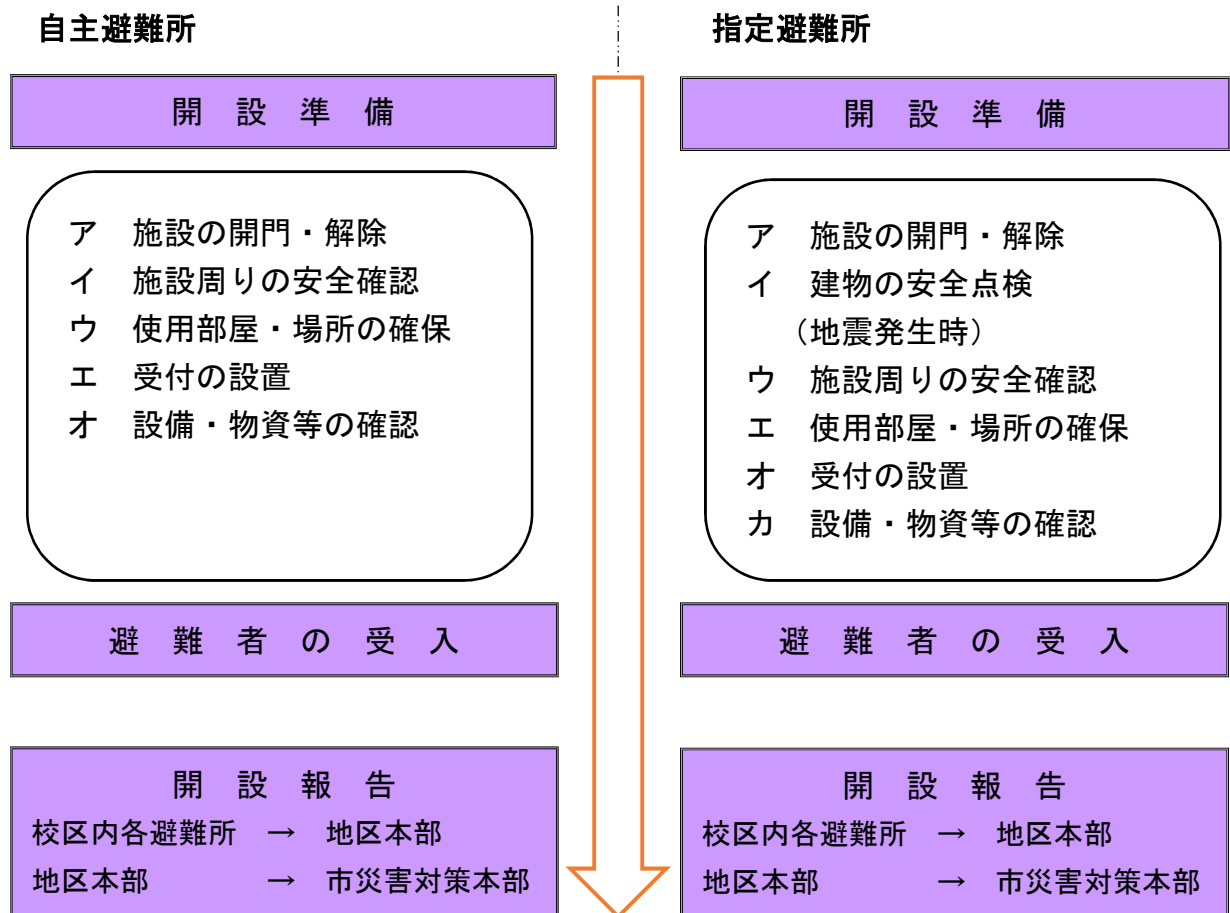 自主避難所
開設準備
ア 施設の開門・解除
イ 施設周りの安全確認
ウ 使用部屋・場所の確保
エ 受付の設置
オ 設備・物資等の確認
避難者の受入
開設報告
校区内各避難所 → 地区本部
地区本部 → 市災害対策本部
指定避難所
開設準備
ア 施設の開門・解除
イ 建物の安全点検
（地震発生時）
ウ 施設周りの安全確認
エ 使用部屋・場所の確保
オ 受付の設置
カ 設備・物資等の確認
避難者の受入
開設報告
校区内各避難所 → 地区本部
地区本部 → 市災害対策本部